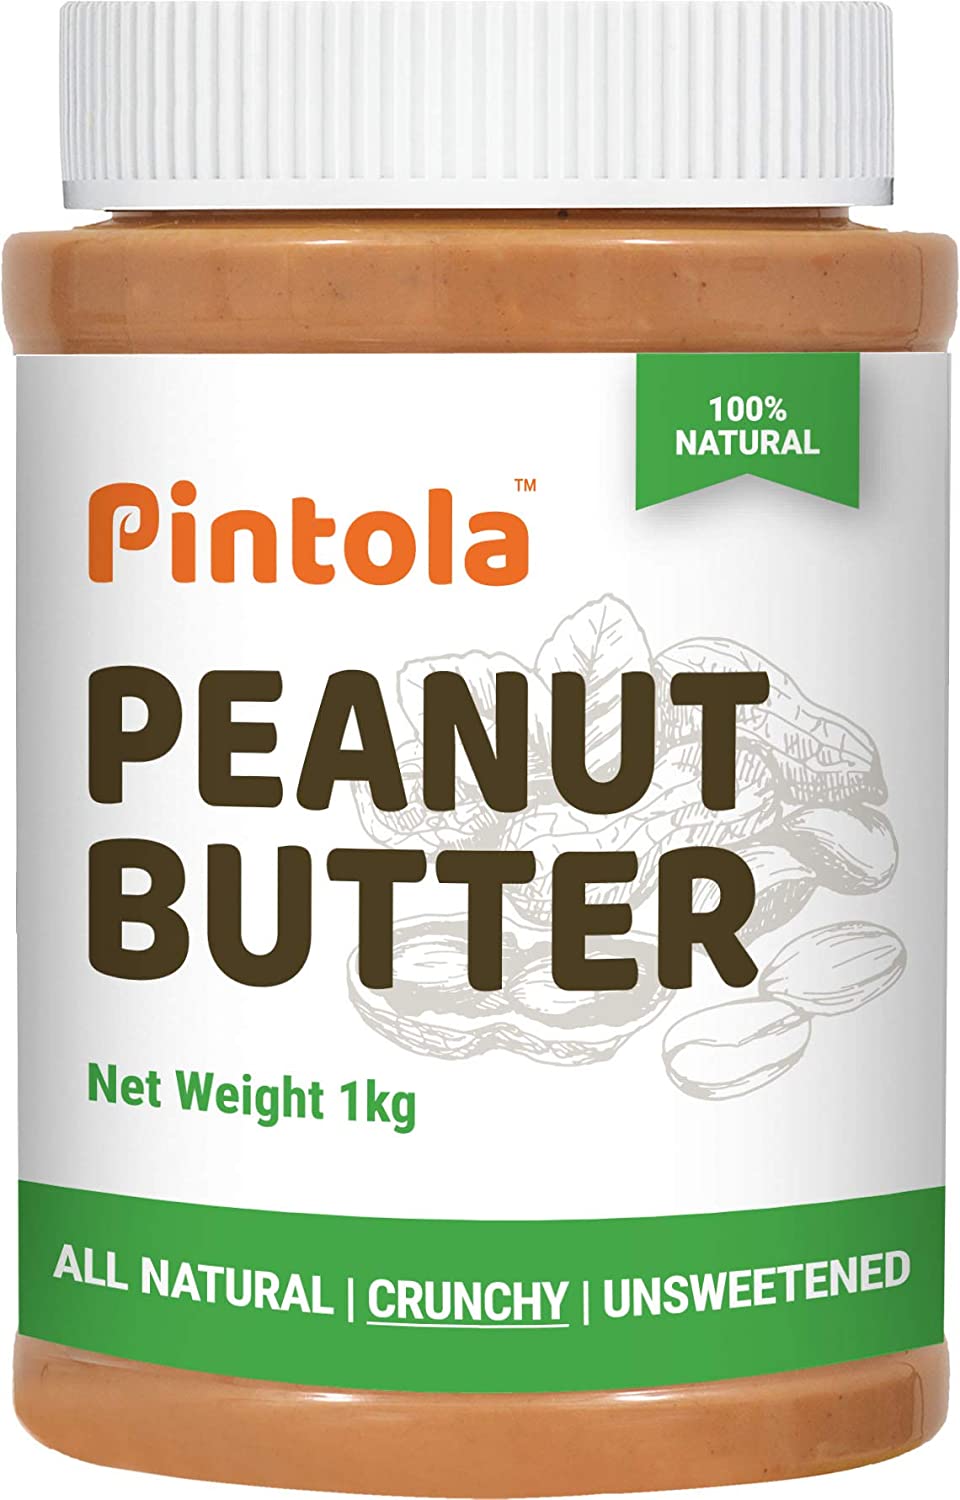 100%
NATURAL
Pintola™
PEANUT
BUTTER
Net Weight 1kg
ALL NATURAL | CRUNCHY | UNSWEETENED